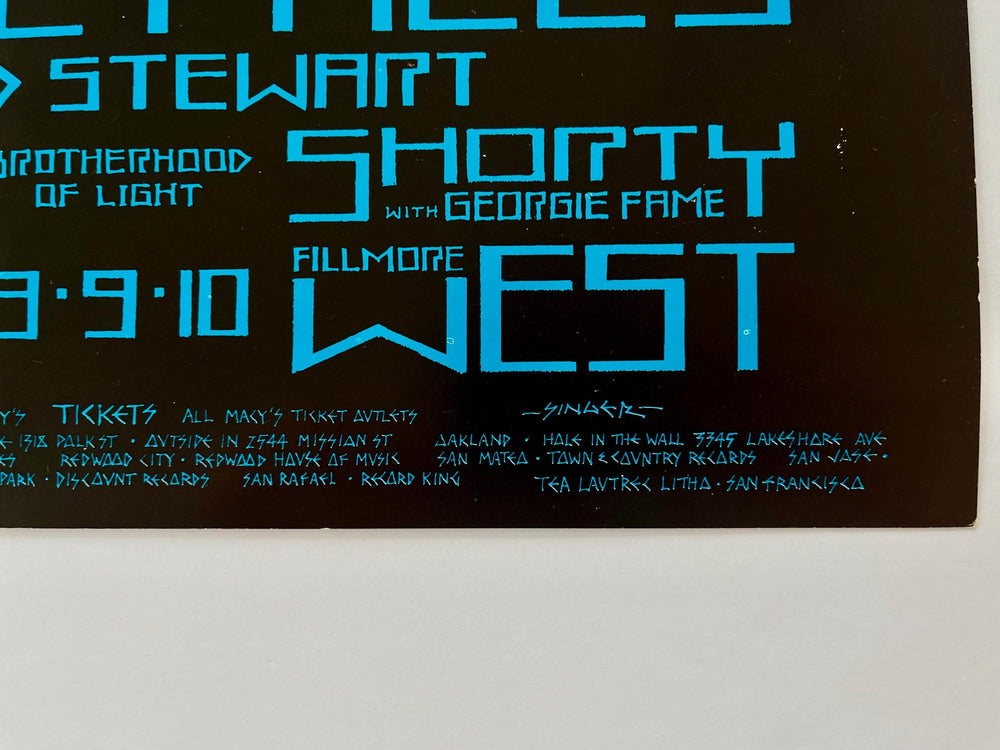 STEWART
BROTHERHOOD
OF LIGHT
SHORTY
WITH GEORGIE FAME
FILLMORE
WEST
9·10
TICKETS ALL MACY'S TICKET OUTLETS
-SINGER-
1318 POLK ST · OUTSIDE IN 2544 MISSION ST OAKLAND · HOLE IN THE WALL 3345 LAKESHORE AVE
REDWOOD CITY · REDWOOD HOUSE OF MUSIC SAN MATEO · TOWN & COUNTRY RECORDS SAN JOSE ·
PARK · DISCOUNT RECORDS SAN RAFAEL · RECORD KING
TEA LAUTREC LITHO · SAN FRANCISCO